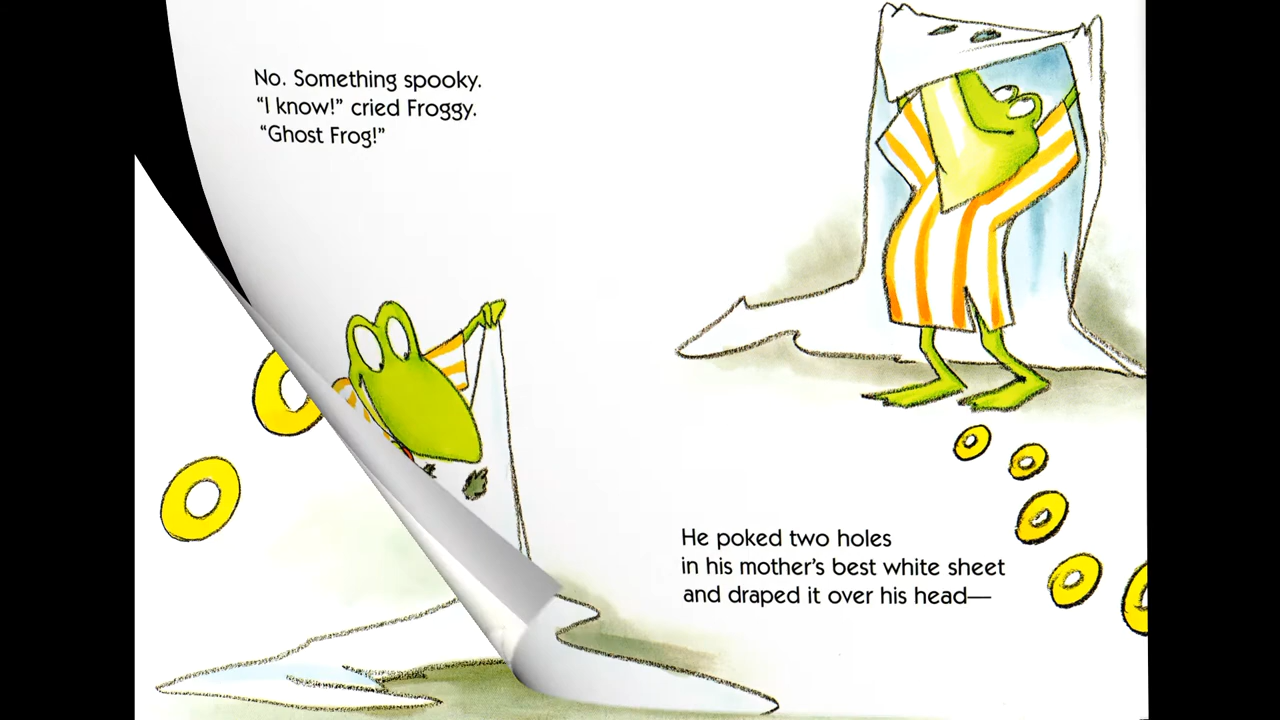 No. Something spooky.
“I know!” cried Froggy.
“Ghost Frog!”
He poked two holes
in his mother’s best white sheet
and draped it over his head—